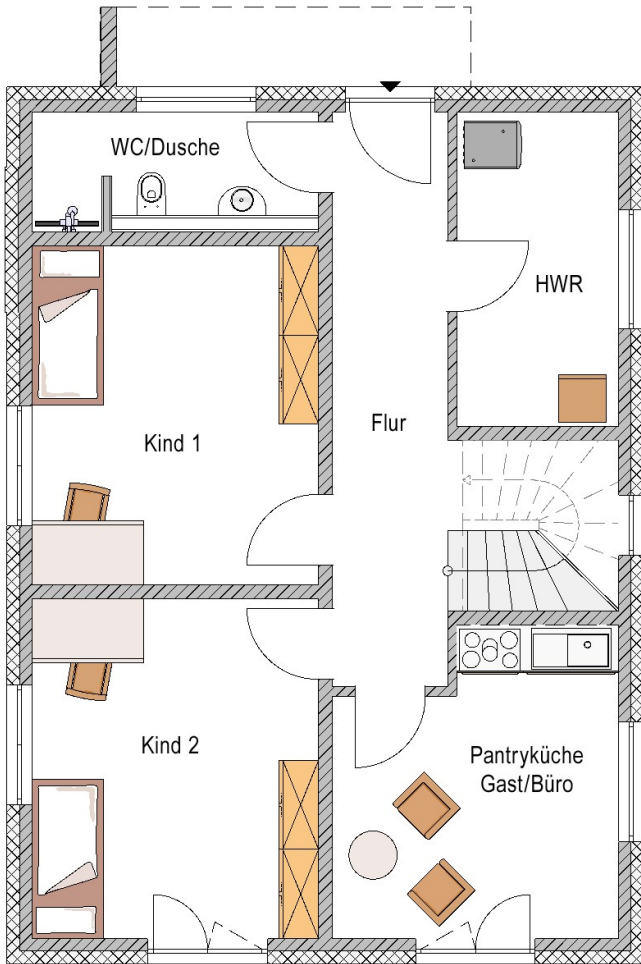 WC/Dusche
HWR
Flur
Kind 1
Kind 2
Pantryküche
Gast/Büro